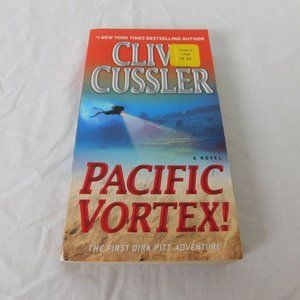 #1 NEW YORK TIMES BESTSELLING AUTHOR
CLIV
CUSSLER
A NOVEL
PACIFIC
VORTEX!
THE FIRST DIRK PITT ADVENTURE